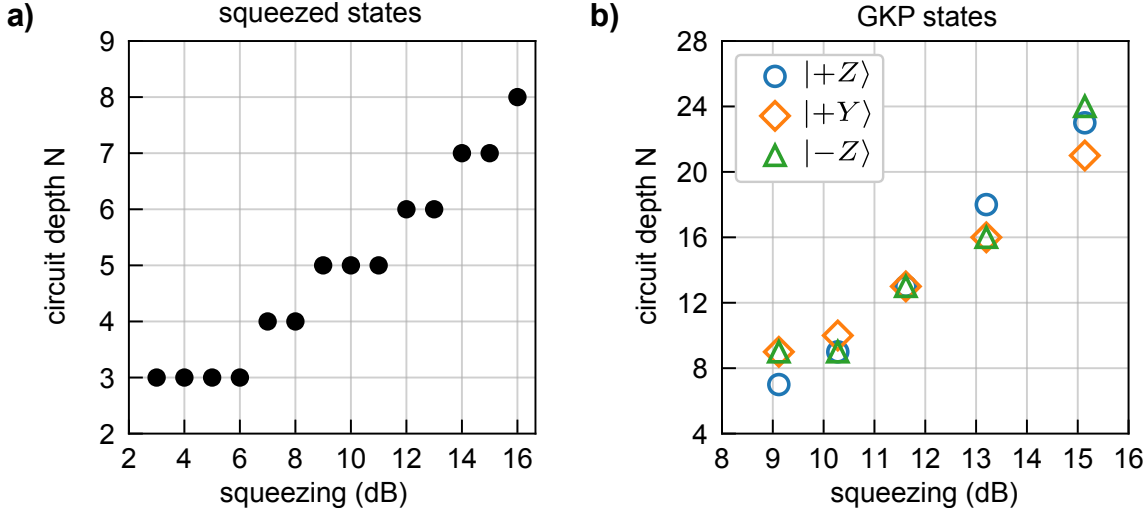 a)
squeezed states
circuit depth N
9
8
7
6
5
4
3
2
2 4 6 8 10 12 14 16
squeezing (dB)
b)
GKP states
circuit depth N
28
24
20
16
12
8
4
|+Z⟩
|+Y⟩
|−Z⟩
8 9 10 11 12 13 14 15 16
squeezing (dB)